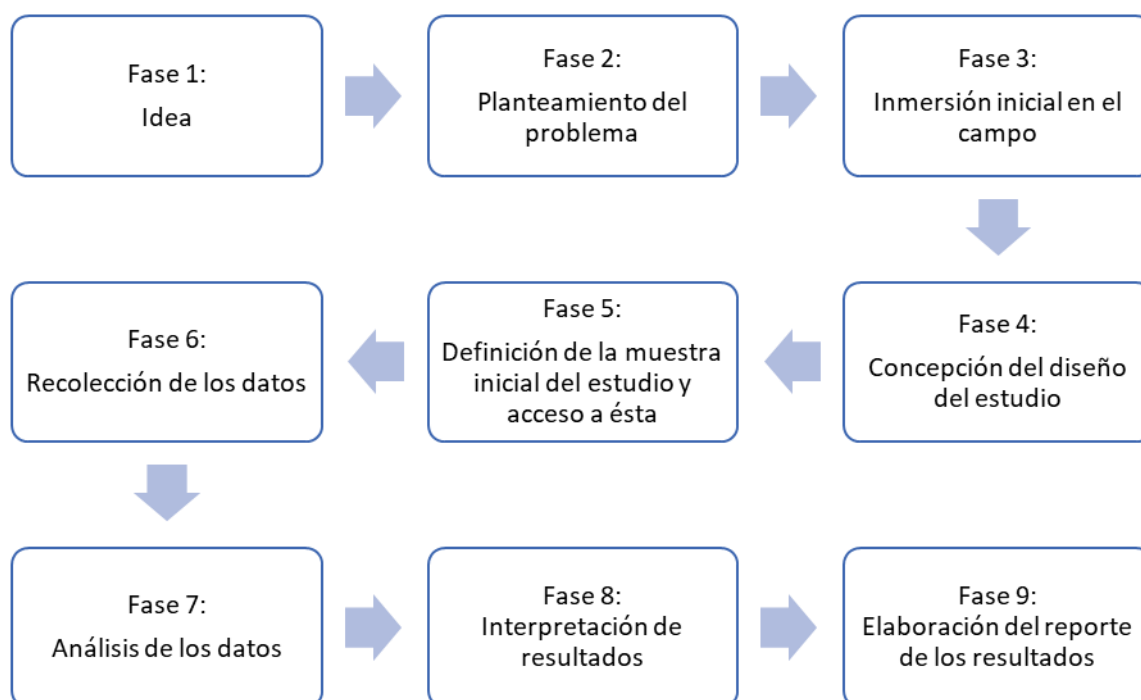 Fase 1:
Idea
Fase 2:
Planteamiento del
problema
Fase 3:
Inmersión inicial en el
campo
Fase 4:
Concepción del diseño
del estudio
Fase 5:
Definición de la muestra
inicial del estudio y
acceso a ésta
Fase 6:
Recolección de los datos
Fase 7:
Análisis de los datos
Fase 8:
Interpretación de
resultados
Fase 9:
Elaboración del reporte
de los resultados